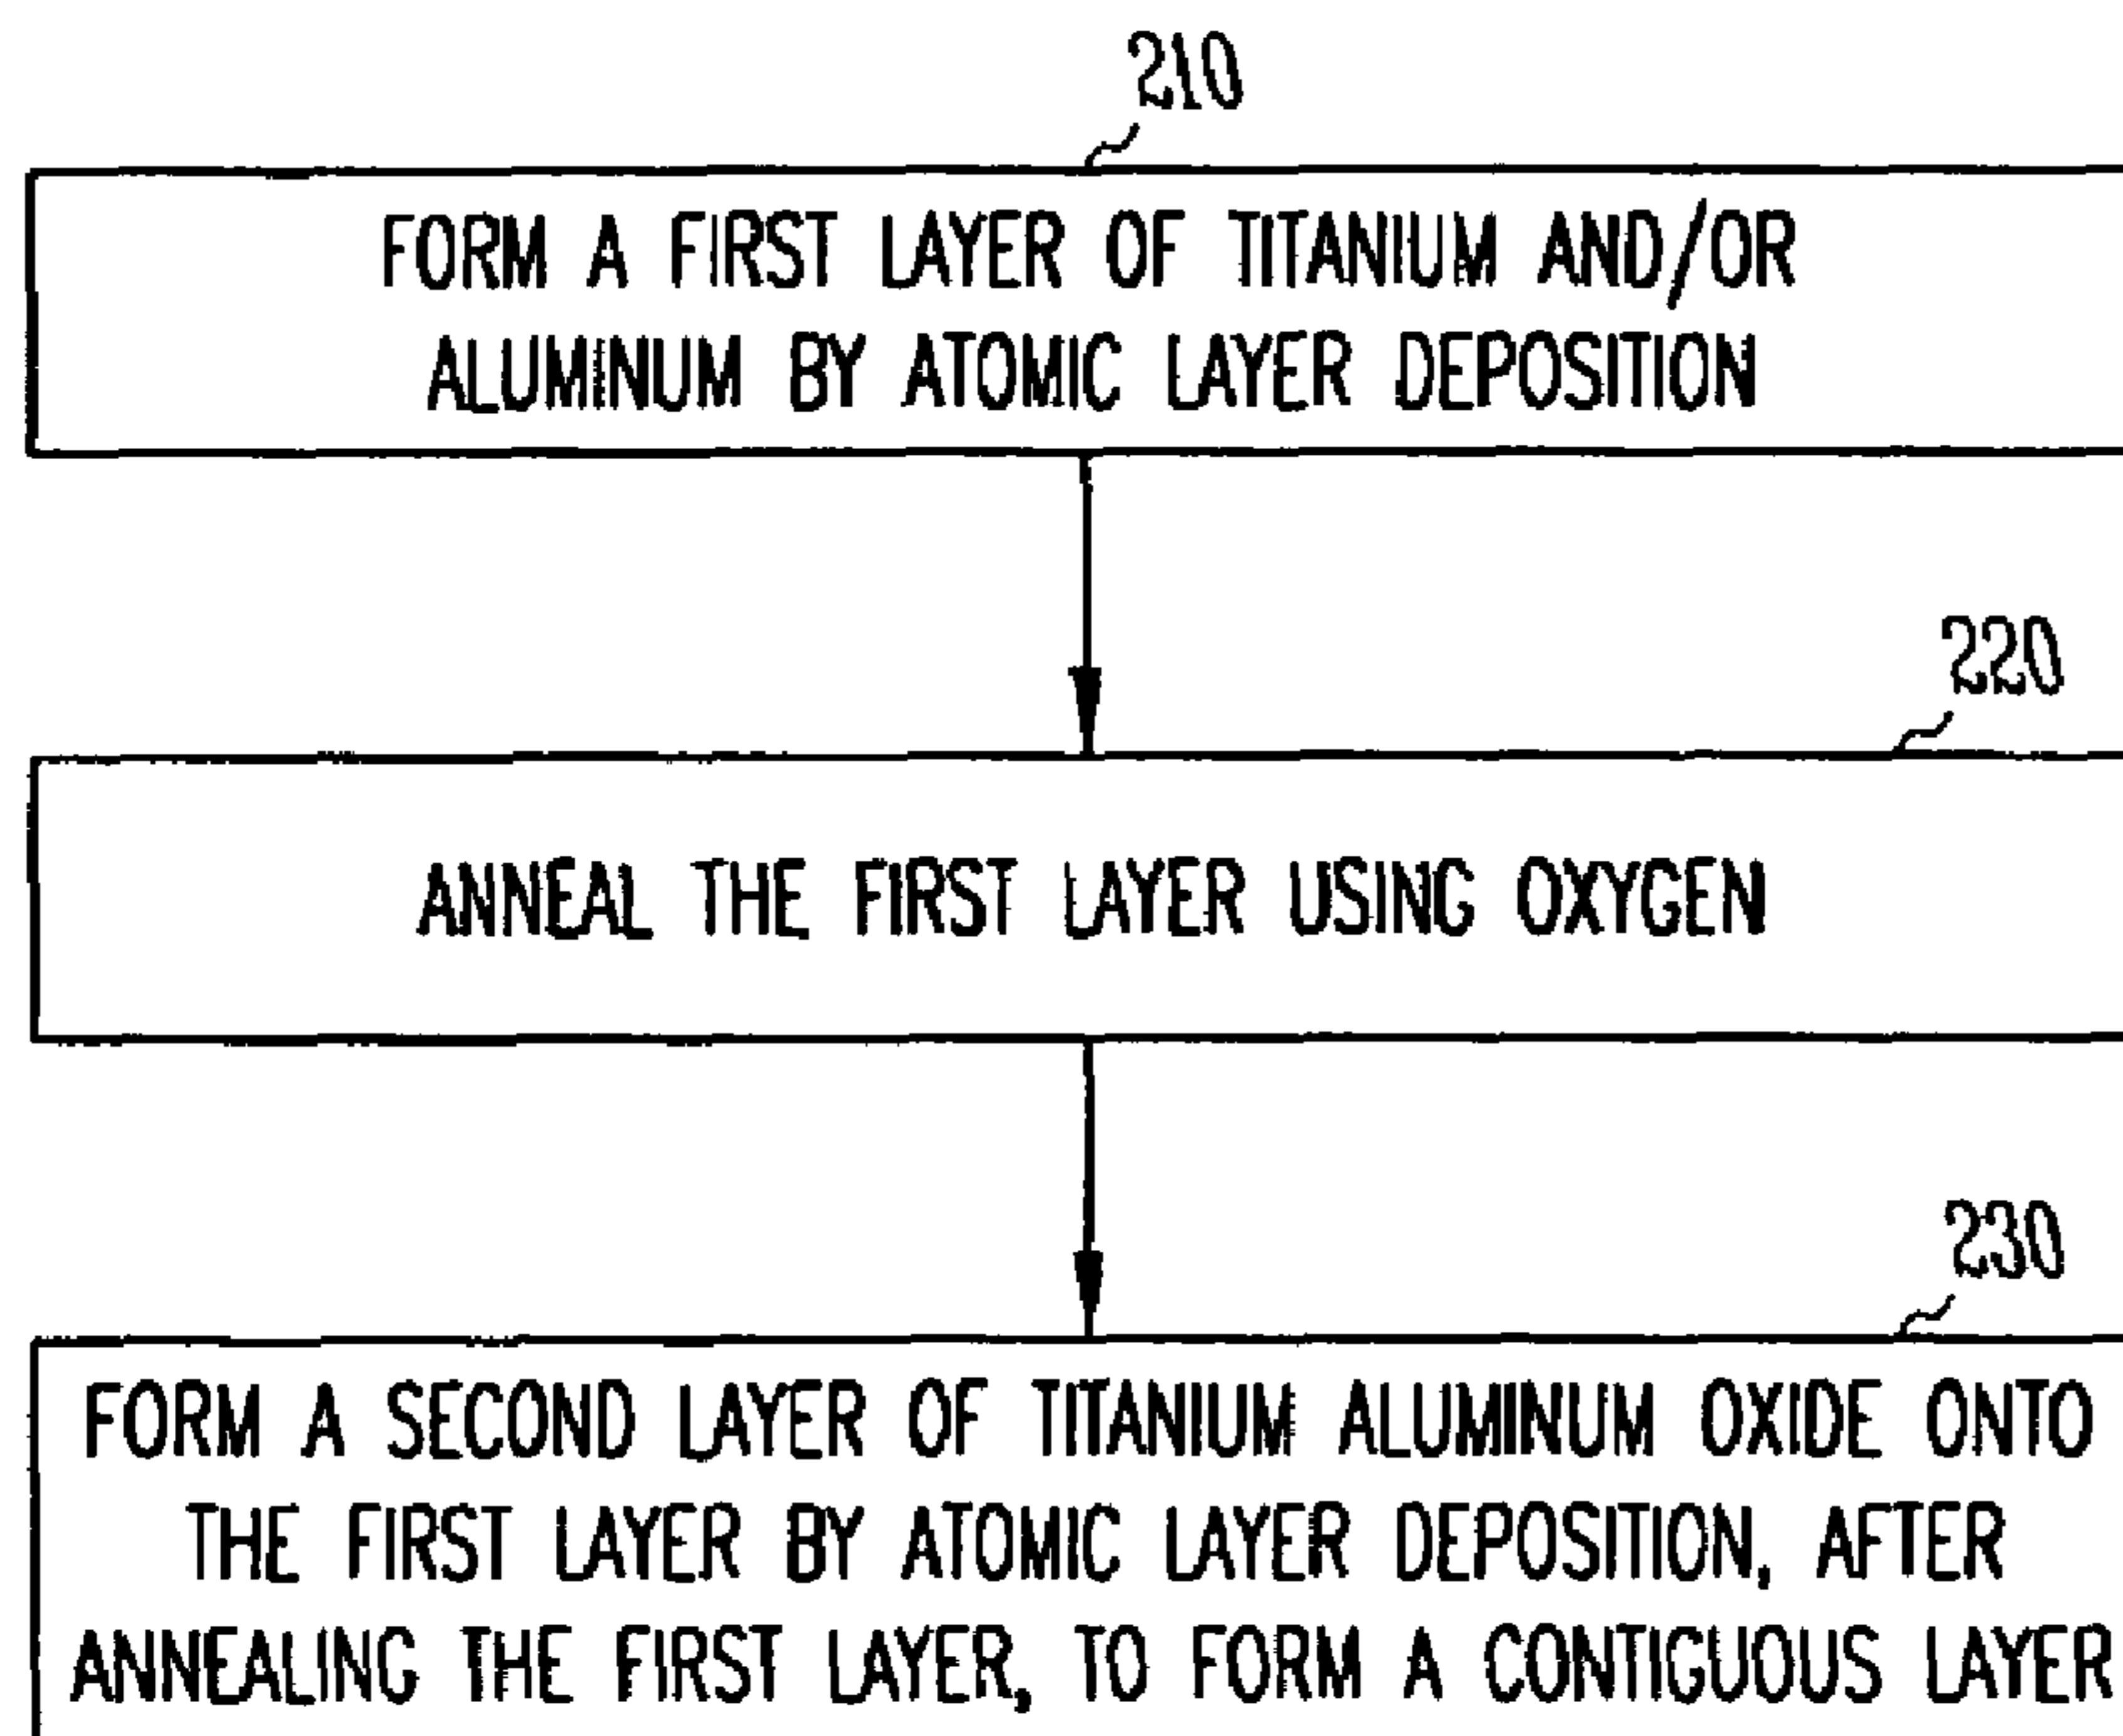 210
FORM A FIRST LAYER OF TITANIUM AND/OR
ALUMINUM BY ATOMIC LAYER DEPOSITION
220
ANNEAL THE FIRST LAYER USING OXYGEN
230
FORM A SECOND LAYER OF TITANIUM ALUMINUM OXIDE ONTO
THE FIRST LAYER BY ATOMIC LAYER DEPOSITION, AFTER
ANNEALING THE FIRST LAYER, TO FORM A CONTIGUOUS LAYER